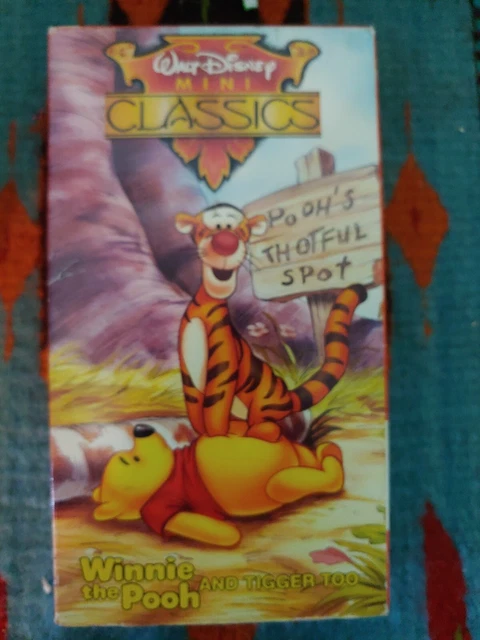 Walt Disney
MINI
CLASSICS
POOH'S
THOTFUL
SPOt
Winnie
the Pooh AND TIGGER TOO